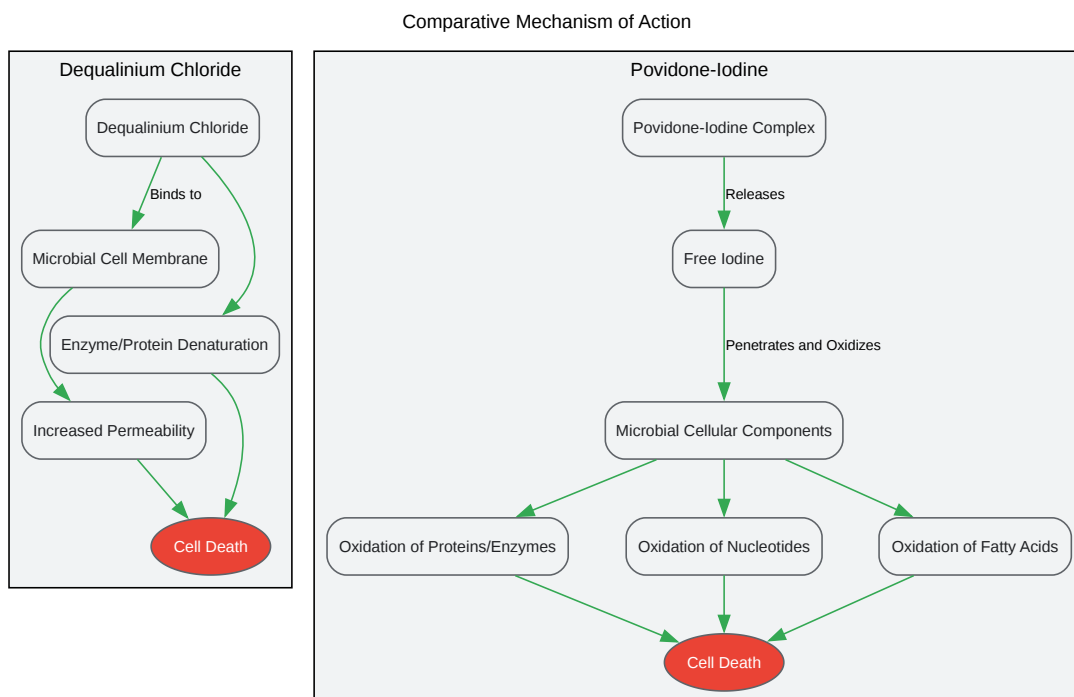 Comparative Mechanism of Action
Dequalinium Chloride
Dequalinium Chloride
Binds to
Microbial Cell Membrane
Enzyme/Protein Denaturation
Increased Permeability
Cell Death
Povidone-Iodine
Povidone-Iodine Complex
Releases
Free Iodine
Penetrates and Oxidizes
Microbial Cellular Components
Oxidation of Proteins/Enzymes
Oxidation of Nucleotides
Oxidation of Fatty Acids
Cell Death